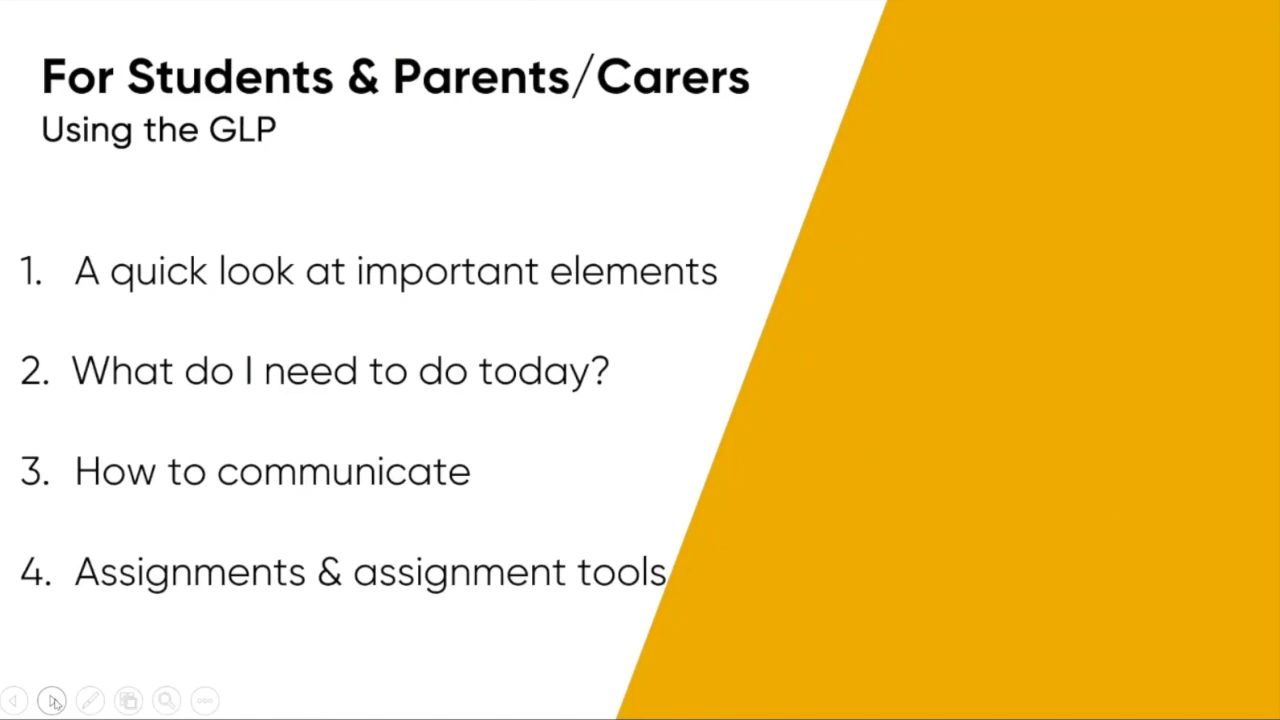 For Students & Parents/Carers
Using the GLP
1. A quick look at important elements
2. What do I need to do today?
3. How to communicate
4. Assignments & assignment tools